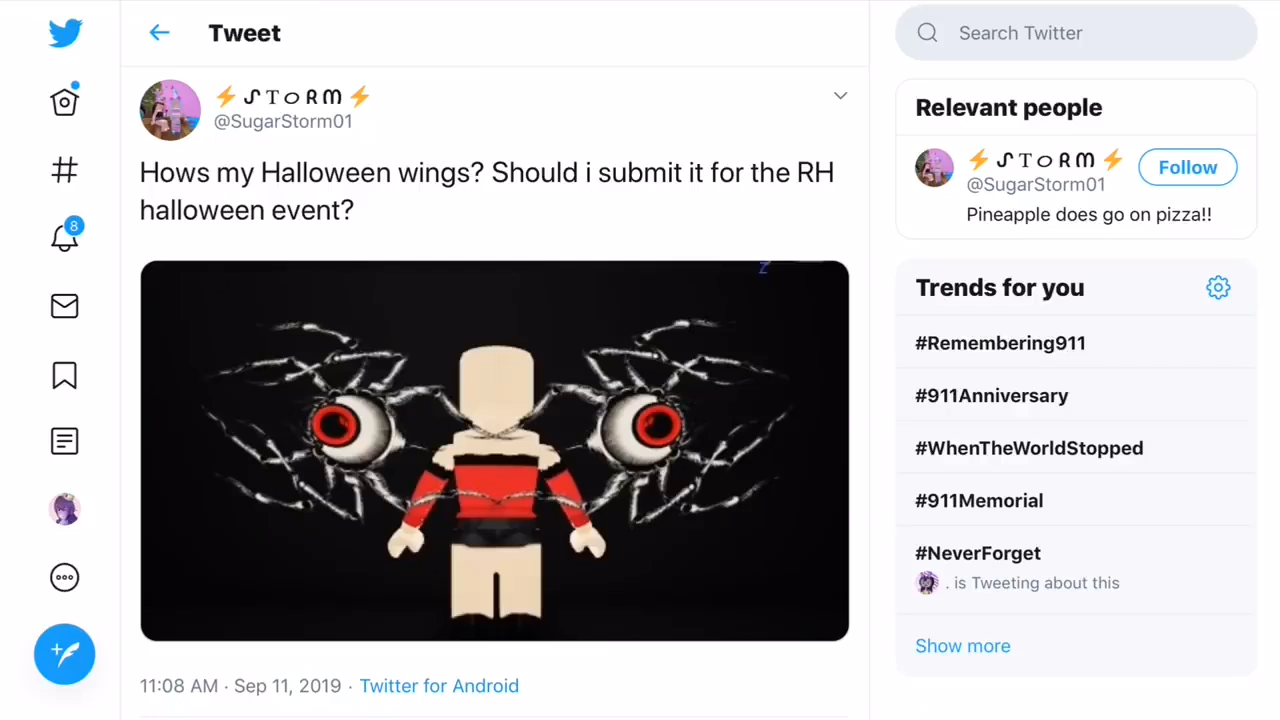 Tweet
⚡ ᔑTORᗰ ⚡
@SugarStorm01
Hows my Halloween wings? Should i submit it for the RH
halloween event?
Z
11:08 AM · Sep 11, 2019 · Twitter for Android
8
Search Twitter
Relevant people
⚡ ᔑTORᗰ ⚡
@SugarStorm01
Follow
Pineapple does go on pizza!!
Trends for you
#Remembering911
#911Anniversary
#WhenTheWorldStopped
#911Memorial
#NeverForget
. is Tweeting about this
Show more